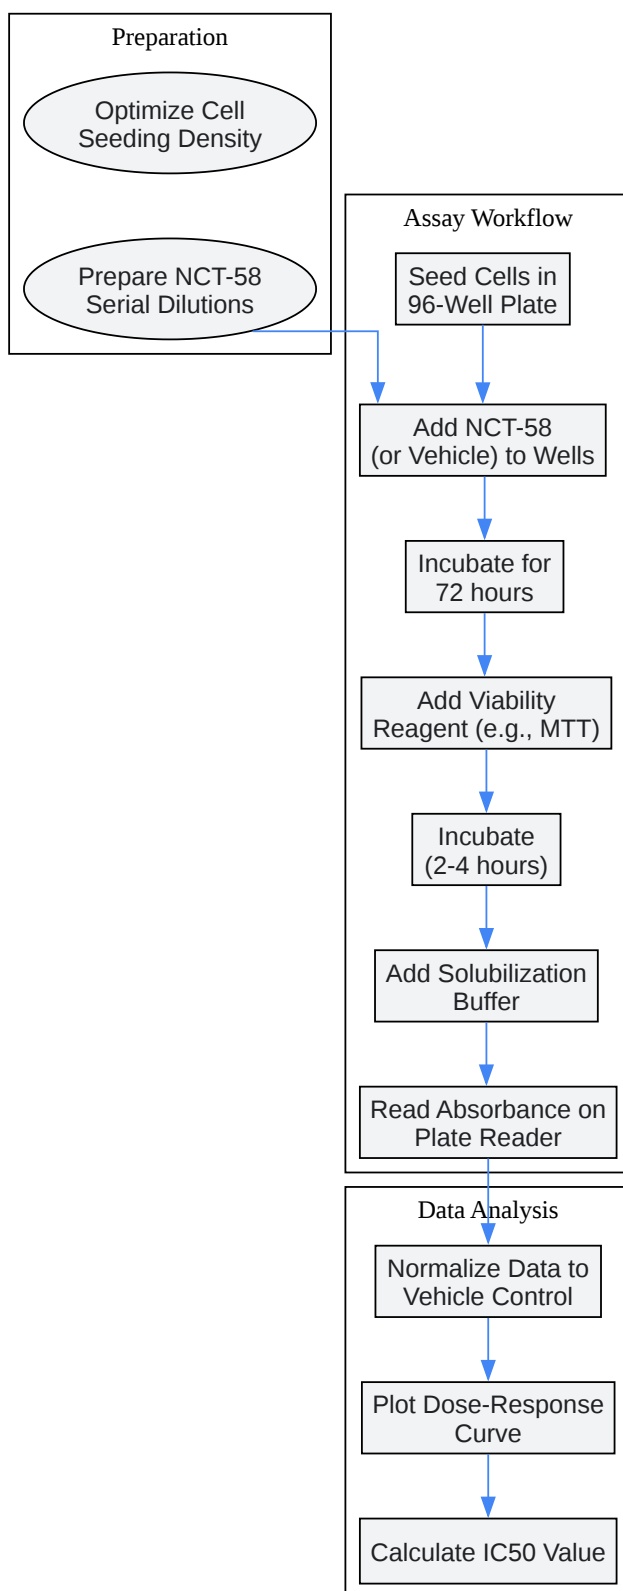 Preparation
Optimize Cell
Seeding Density
Prepare NCT-58
Serial Dilutions
Assay Workflow
Seed Cells in
96-Well Plate
Add NCT-58
(or Vehicle) to Wells
Incubate for
72 hours
Add Viability
Reagent (e.g., MTT)
Incubate
(2-4 hours)
Add Solubilization
Buffer
Read Absorbance on
Plate Reader
Data Analysis
Normalize Data to
Vehicle Control
Plot Dose-Response
Curve
Calculate IC50 Value